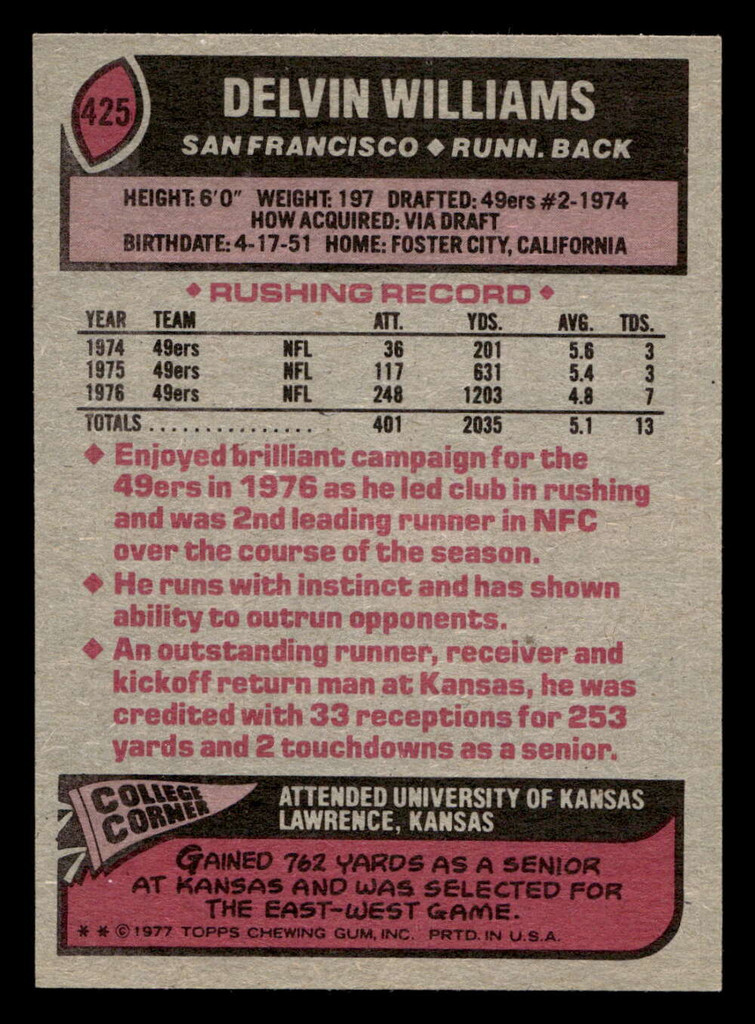 425
DELVIN WILLIAMS
SAN FRANCISCO ♦ RUNN. BACK
HEIGHT: 6'0" WEIGHT: 197 DRAFTED: 49ers #2-1974
HOW ACQUIRED: VIA DRAFT
BIRTHDATE: 4-17-51 HOME: FOSTER CITY, CALIFORNIA
♦ RUSHING RECORD ♦
YEAR TEAM ATT. YDS. AVG. TDS.
1974 49ers NFL 36 201 5.6 3
1975 49ers NFL 117 631 5.4 3
1976 49ers NFL 248 1203 4.8 7
TOTALS ................ 401 2035 5.1 13
♦ Enjoyed brilliant campaign for the
49ers in 1976 as he led club in rushing
and was 2nd leading runner in NFC
over the course of the season.
♦ He runs with instinct and has shown
ability to outrun opponents.
♦ An outstanding runner, receiver and
kickoff return man at Kansas, he was
credited with 33 receptions for 253
yards and 2 touchdowns as a senior.
COLLEGE
CORNER
ATTENDED UNIVERSITY OF KANSAS
LAWRENCE, KANSAS
GAINED 762 YARDS AS A SENIOR
AT KANSAS AND WAS SELECTED FOR
THE EAST-WEST GAME.
* * © 1977 TOPPS CHEWING GUM, INC. PRTD. IN U.S.A.